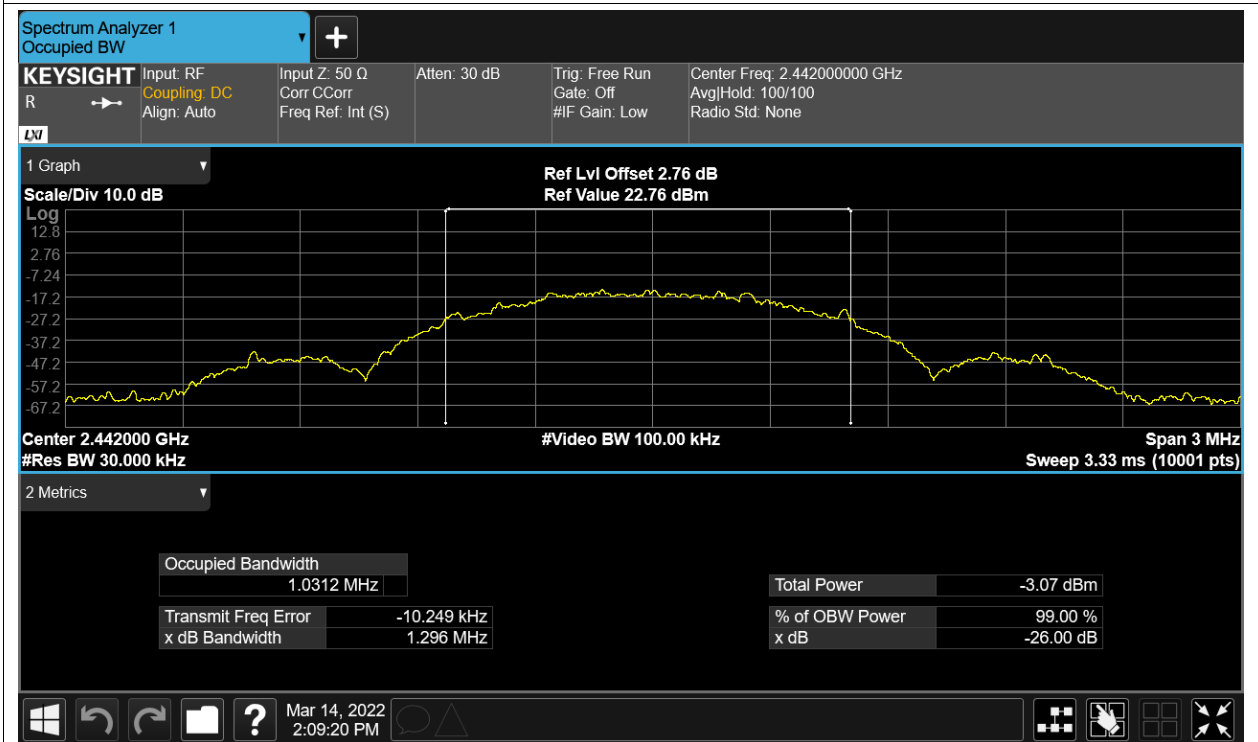 Spectrum Analyzer 1
Occupied BW
▼
+
KEYSIGHT
R
LXI
Input: RF
Coupling: DC
Align: Auto
Input Z: 50 Ω
Corr CCorr
Freq Ref: Int (S)
Atten: 30 dB
Trig: Free Run
Gate: Off
#IF Gain: Low
Center Freq: 2.442000000 GHz
Avg|Hold: 100/100
Radio Std: None
1 Graph ▼
Scale/Div 10.0 dB
Ref Lvl Offset 2.76 dB
Ref Value 22.76 dBm
Log
12.8
2.76
-7.24
-17.2
-27.2
-37.2
-47.2
-57.2
-67.2
Center 2.442000 GHz
#Res BW 30.000 kHz
#Video BW 100.00 kHz
Span 3 MHz
Sweep 3.33 ms (10001 pts)
2 Metrics ▼
Occupied Bandwidth
1.0312 MHz
Transmit Freq Error -10.249 kHz
x dB Bandwidth 1.296 MHz
Total Power -3.07 dBm
% of OBW Power 99.00 %
x dB -26.00 dB
?
Mar 14, 2022
2:09:20 PM